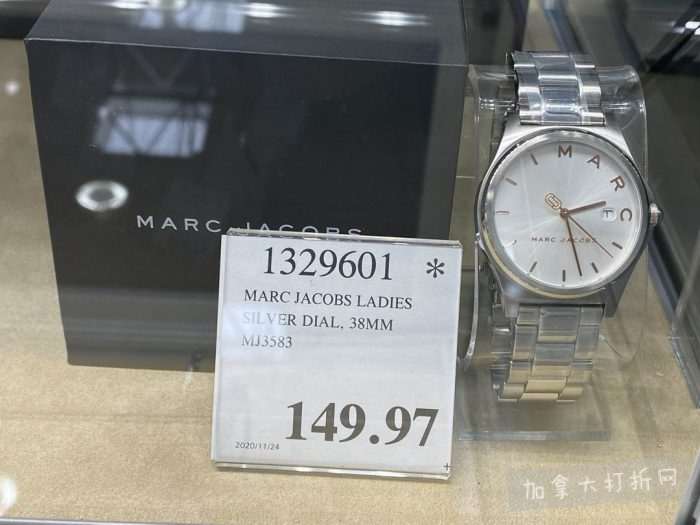 MARC JACOBS
MARC
MARC JACOBS
1329601 *
MARC JACOBS LADIES
SILVER DIAL, 38MM
MJ3583
149.97
2020/11/24
加拿大打折网